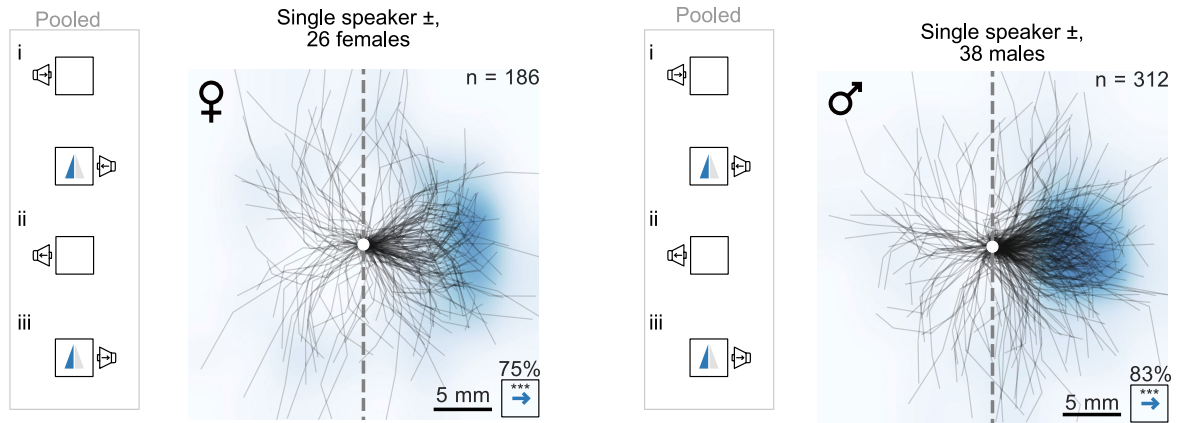 Pooled
i
ii
iii
Single speaker ±,
26 females
♀
n = 186
75%
***
5 mm
Pooled
i
ii
iii
Single speaker ±,
38 males
♂
n = 312
83%
***
5 mm